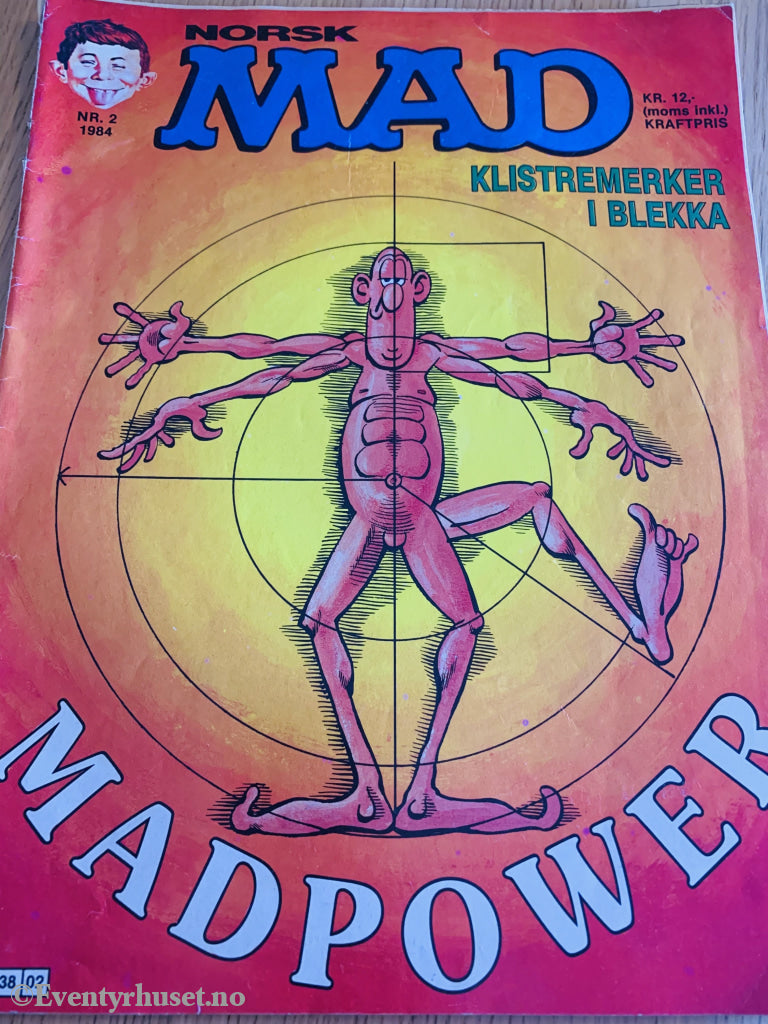 NORSK
MAD
NR. 2
1984
KR. 12,-
(moms inkl.)
KRAFTPRIS
KLISTREMERKER
I BLEKKA
MADPOWER
38 02
©Eventyrhuset.no